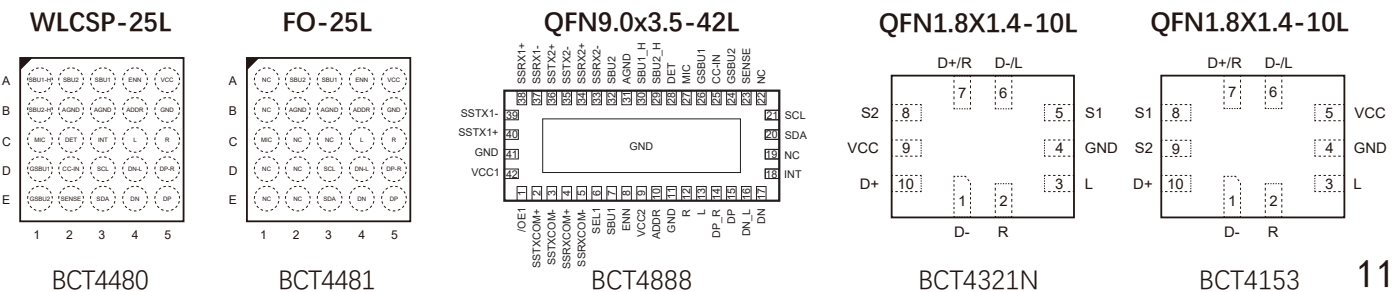 WLCSP-25L
A SBU1-H SBU2 SBU1 ENN VCC
B SBU2-H AGND AGND ADDR GND
C MIC DET INT L R
D GSBU1 CC-IN SCL DN-L DP-R
E GSBU2 SENSE SDA DN DP
1 2 3 4 5
BCT4480
FO-25L
A NC SBU2 SBU1 ENN VCC
B NC AGND AGND ADDR GND
C MIC NC NC L R
D NC NC SCL DN-L DP-R
E NC NC SDA DN DP
1 2 3 4 5
BCT4481
QFN9.0x3.5-42L
SSRX1+ SSRX1- SSTX2+ SSTX2- SSRX2+ SSRX2- SBU2 AGND SBU1_H SBU2_H DET MIC GSBU1 CC-IN GSBU2 SENSE NC
38 37 36 35 34 33 32 31 30 29 28 27 26 25 24 23 22
SSTX1- 39 21 SCL
SSTX1+ 40 20 SDA
GND 41 GND 19 NC
VCC1 42 18 INT
1 2 3 4 5 6 7 8 9 10 11 12 13 14 15 16 17
/OE1 SSTXCOM+ SSTXCOM- SSRXCOM+ SSRXCOM- SEL1 SBU1 ENN VCC2 ADDR GND R L DP_R DP DN_L DN
BCT4888
QFN1.8X1.4-10L
D+/R D-/L
7 6
S2 8 5 S1
VCC 9 4 GND
D+ 10 3 L
1 2
D- R
BCT4321N
QFN1.8X1.4-10L
D+/R D-/L
7 6
S1 8 5 VCC
S2 9 4 GND
D+ 10 3 L
1 2
D- R
BCT4153
11